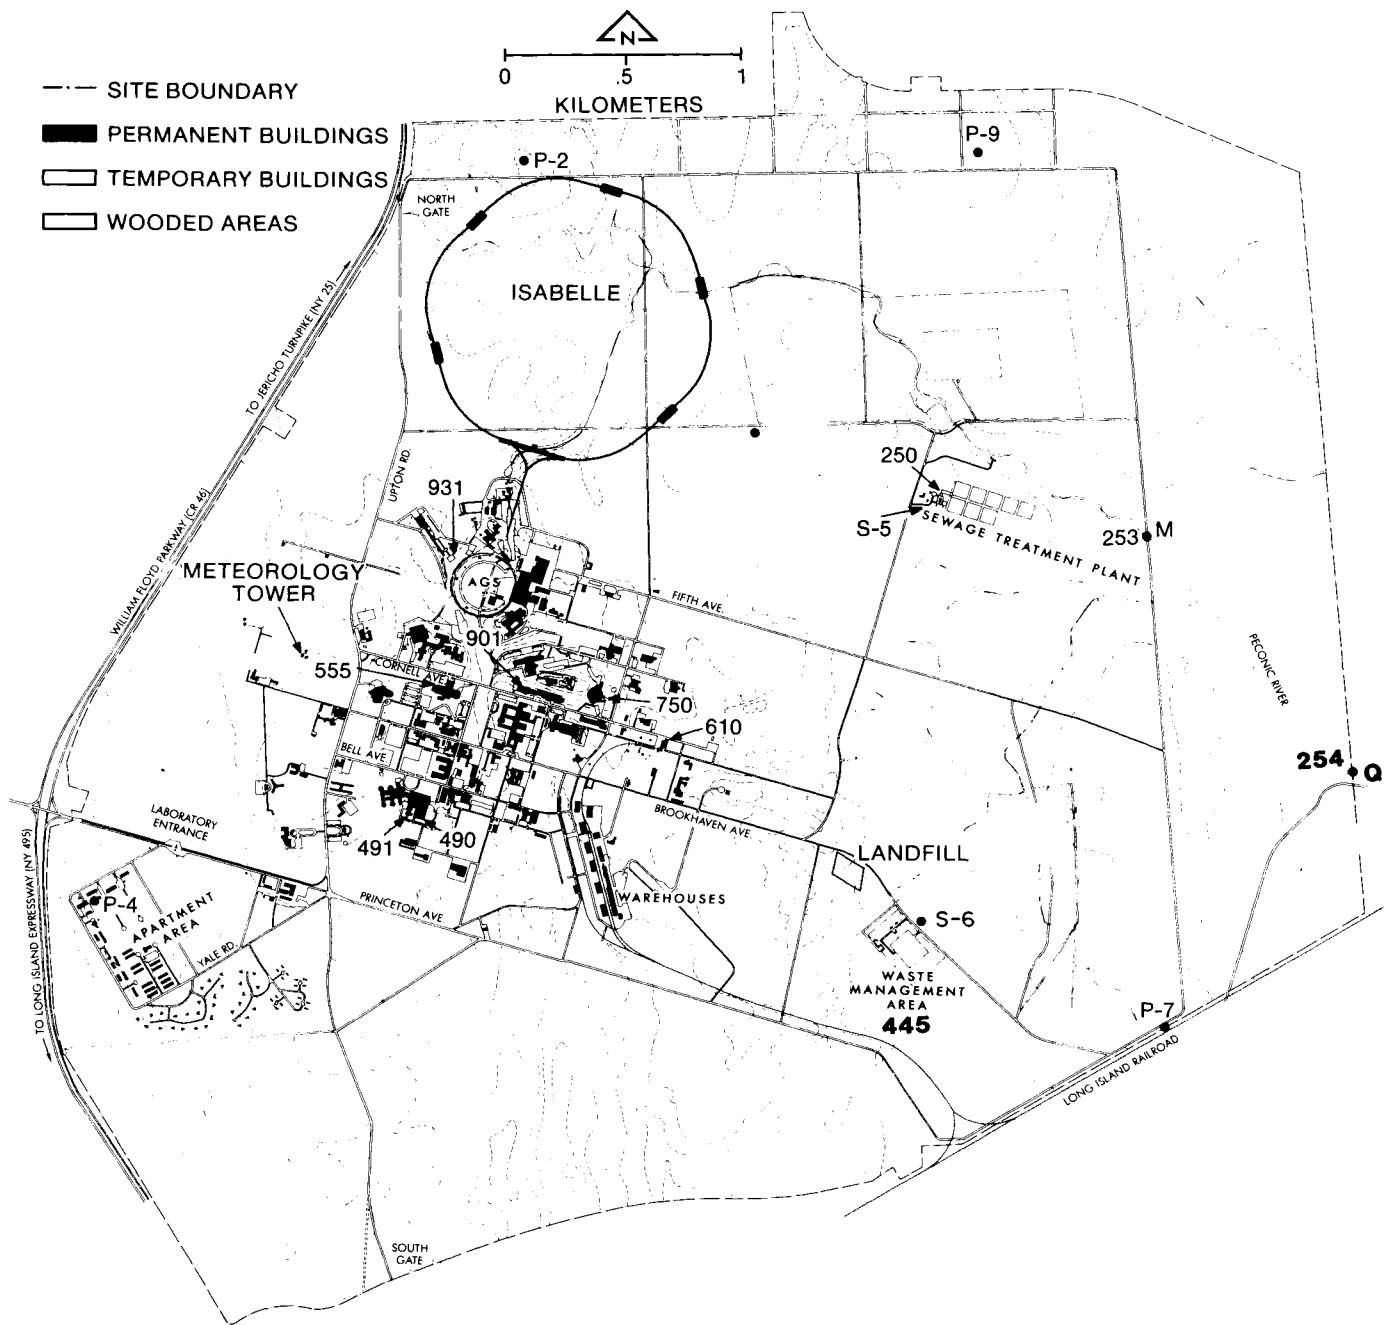 N
0 .5 1
KILOMETERS
SITE BOUNDARY
PERMANENT BUILDINGS
TEMPORARY BUILDINGS
WOODED AREAS
P-2
P-9
NORTH
GATE
ISABELLE
TO JERICHO TURNPIKE (NY 25)
WILLIAM FLOYD PARKWAY (CR 46)
UPTON RD.
931
250
S-5
SEWAGE TREATMENT PLANT
253 M
METEOROLOGY
TOWER
AGS
FIFTH AVE.
901
555
CORNELL AVE.
750
610
PECONIC RIVER
BELL AVE.
254 Q
LABORATORY
ENTRANCE
491
490
BROOKHAVEN AVE.
LANDFILL
TO LONG ISLAND EXPRESSWAY (NY 495)
P-4
APARTMENT
AREA
PRINCETON AVE.
WAREHOUSES
S-6
YALE RD.
WASTE
MANAGEMENT
AREA
445
P-7
LONG ISLAND RAILROAD
SOUTH
GATE